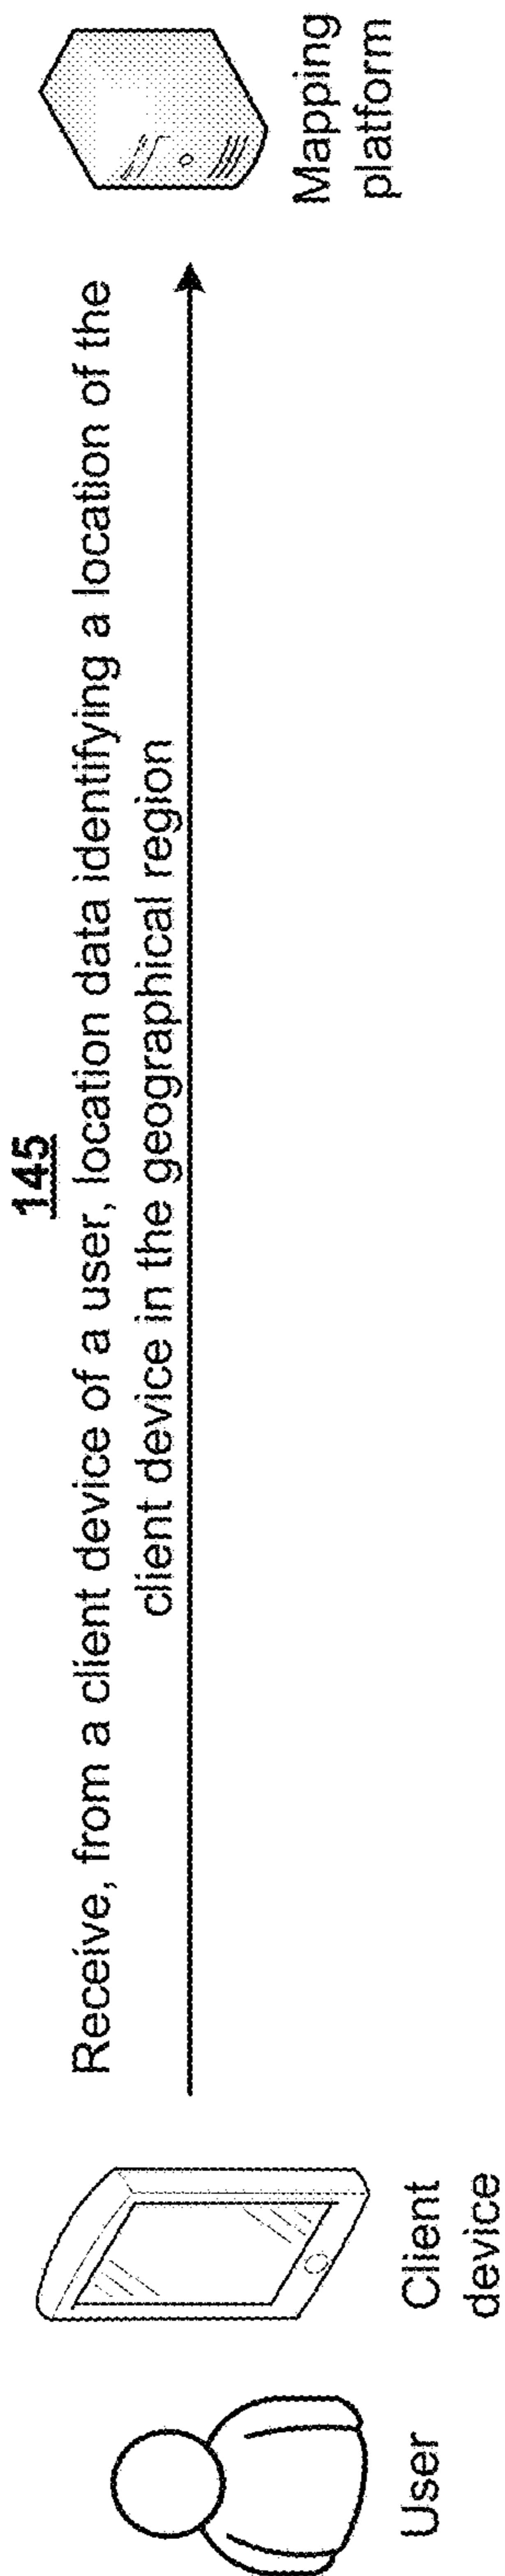 145
Receive, from a client device of a user, location data identifying a location of the
client device in the geographical region
User
Client
device
Mapping
platform